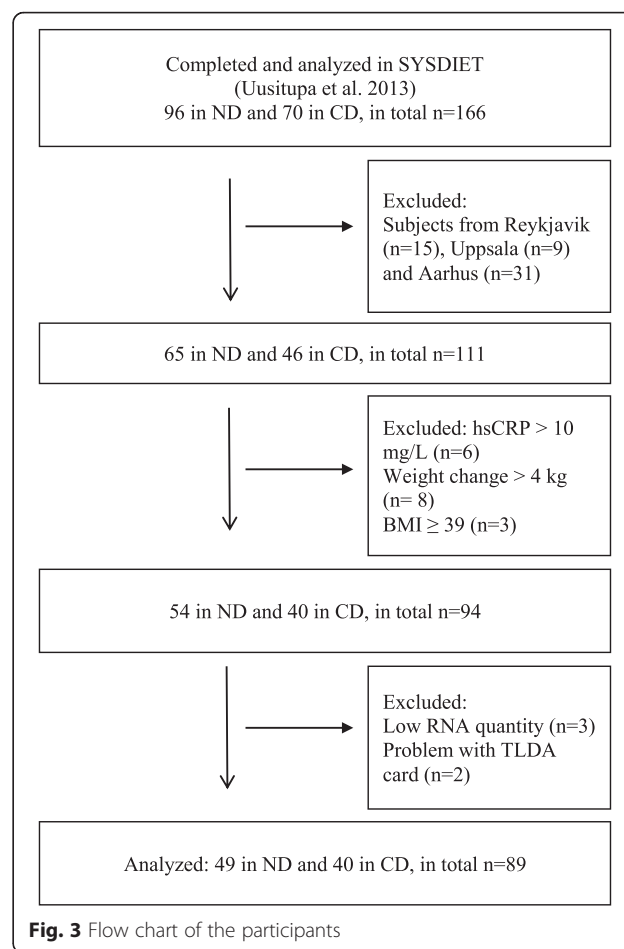 Completed and analyzed in SYSDIET
(Uusitupa et al. 2013)
96 in ND and 70 in CD, in total n=166
Excluded:
Subjects from Reykjavik
(n=15), Uppsala (n=9)
and Aarhus (n=31)
65 in ND and 46 in CD, in total n=111
Excluded: hsCRP > 10
mg/L (n=6)
Weight change > 4 kg
(n= 8)
BMI ≥ 39 (n=3)
54 in ND and 40 in CD, in total n=94
Excluded:
Low RNA quantity (n=3)
Problem with TLDA
card (n=2)
Analyzed: 49 in ND and 40 in CD, in total n=89
Fig. 3 Flow chart of the participants